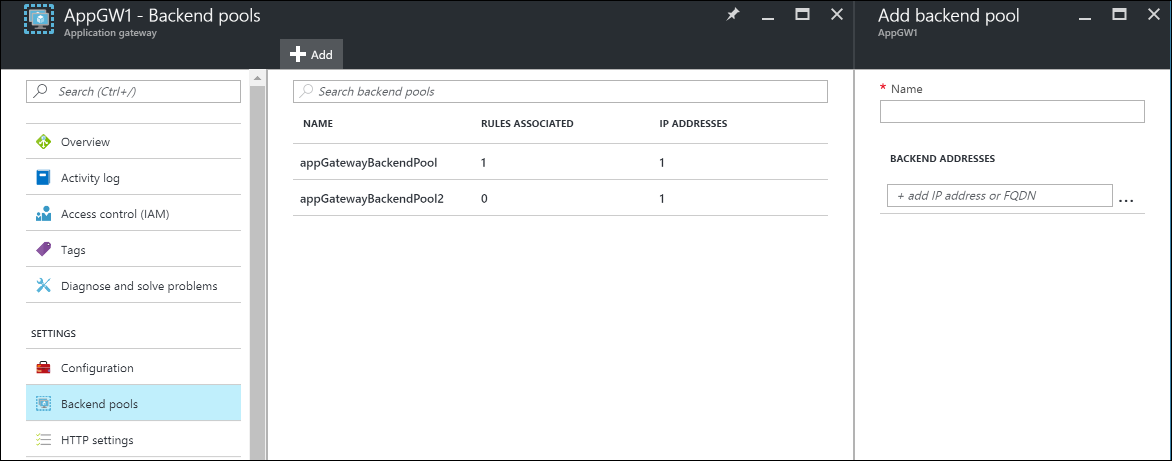 AppGW1 - Backend pools
Application gateway
Add
Search (Ctrl+/)
Overview
Activity log
Access control (IAM)
Tags
Diagnose and solve problems
SETTINGS
Configuration
Backend pools
HTTP settings
Search backend pools
NAME RULES ASSOCIATED IP ADDRESSES
appGatewayBackendPool 1 1
appGatewayBackendPool2 0 1
Add backend pool
AppGW1
* Name
BACKEND ADDRESSES
+ add IP address or FQDN ...